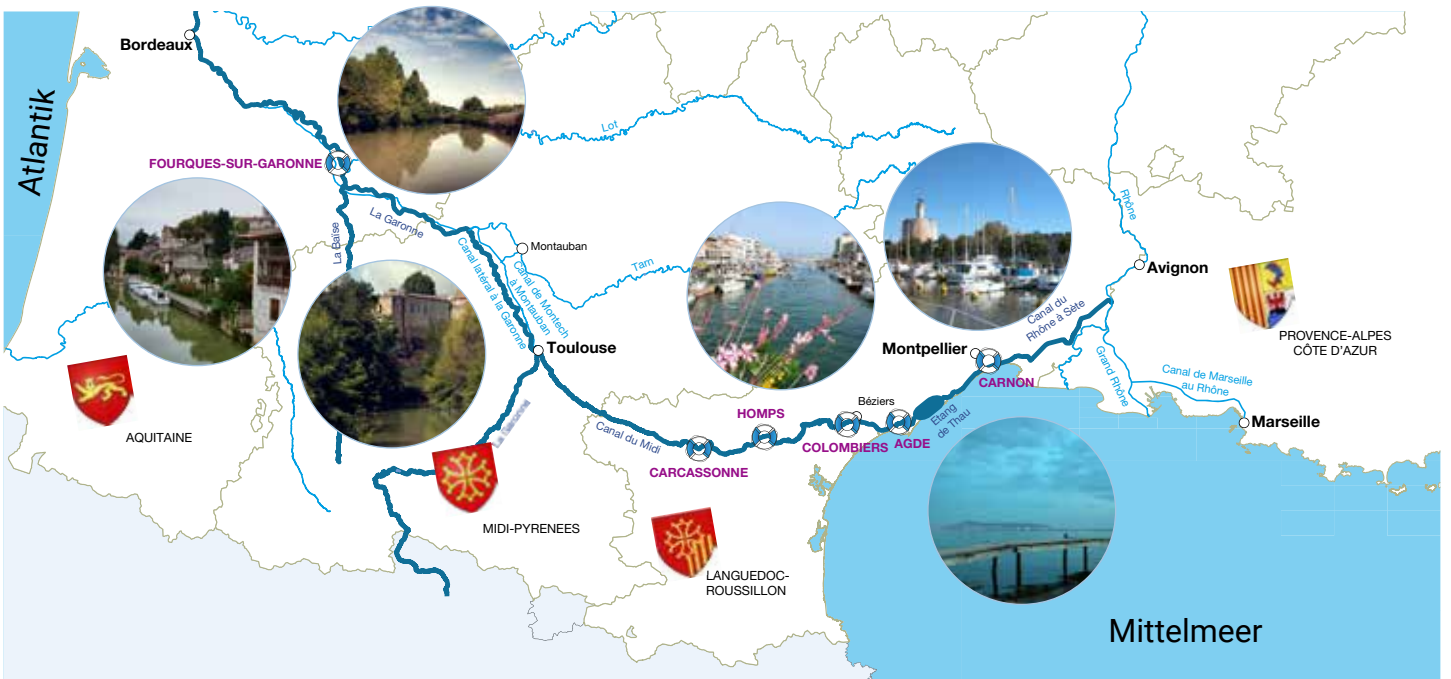 Bordeaux
Atlantik
Lot
FOURQUES-SUR-GARONNE
La Baïse
La Garonne
Montauban
Canal latéral à la Garonne
Canal de Montech
à Montauban
Tarn
Toulouse
La Garonne
Rhône
Avignon
Canal du
Rhône à Sète
PROVENCE-ALPES
CÔTE D'AZUR
Montpellier
CARNON
Grand Rhône
Canal de Marseille
au Rhône
Marseille
AQUITAINE
HOMPS
Béziers
Etang
de Thau
Canal du Midi
COLOMBIERS
AGDE
CARCASSONNE
MIDI-PYRENEES
LANGUEDOC-
ROUSSILLON
Mittelmeer